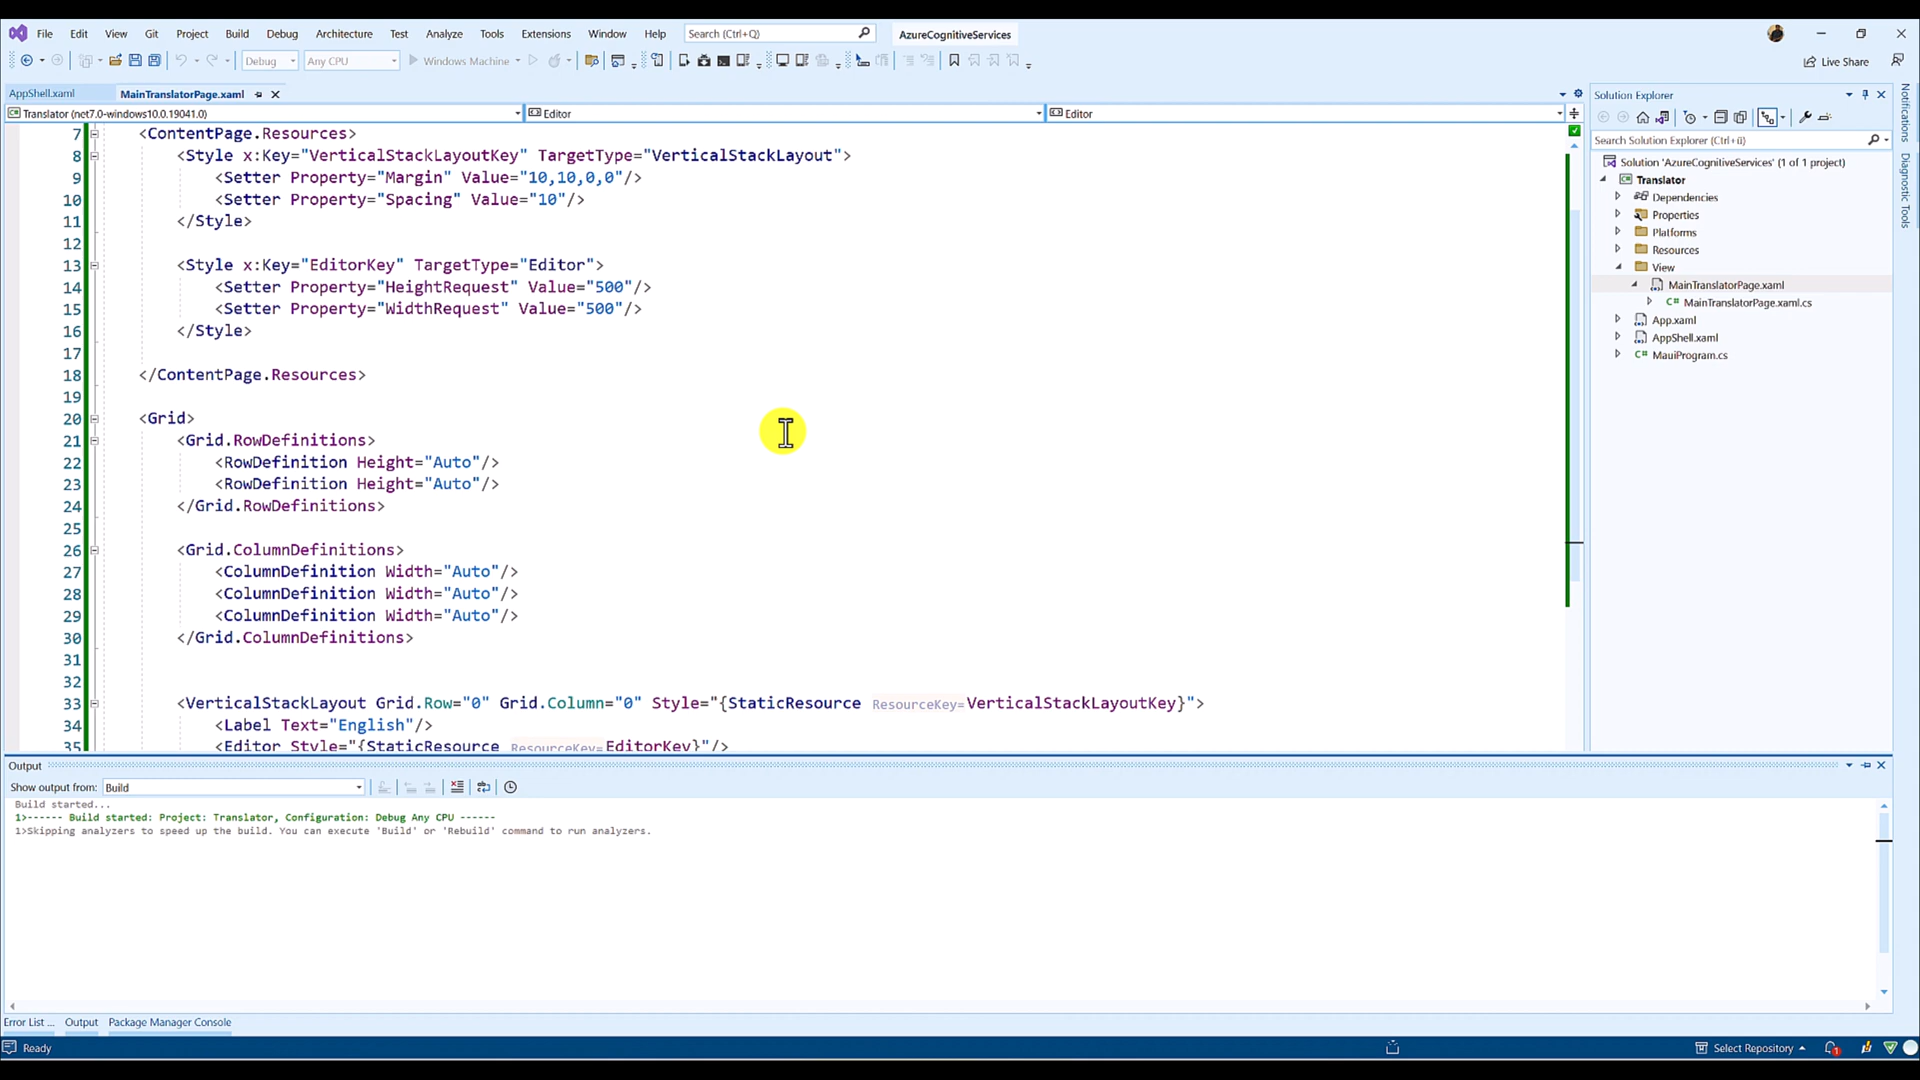 File Edit View Git Project Build Debug Architecture Test Analyze Tools Extensions Window Help Search (Ctrl+Q) AzureCognitiveServices
Debug Any CPU Windows Machine Live Share
AppShell.xaml MainTranslatorPage.xaml
Translator (net7.0-windows10.0.19041.0) Editor Editor
7 <ContentPage.Resources>
8 <Style x:Key="VerticalStackLayoutKey" TargetType="VerticalStackLayout">
9 <Setter Property="Margin" Value="10,10,0,0"/>
10 <Setter Property="Spacing" Value="10"/>
11 </Style>
12
13 <Style x:Key="EditorKey" TargetType="Editor">
14 <Setter Property="HeightRequest" Value="500"/>
15 <Setter Property="WidthRequest" Value="500"/>
16 </Style>
17
18 </ContentPage.Resources>
19
20 <Grid>
21 <Grid.RowDefinitions>
22 <RowDefinition Height="Auto"/>
23 <RowDefinition Height="Auto"/>
24 </Grid.RowDefinitions>
25
26 <Grid.ColumnDefinitions>
27 <ColumnDefinition Width="Auto"/>
28 <ColumnDefinition Width="Auto"/>
29 <ColumnDefinition Width="Auto"/>
30 </Grid.ColumnDefinitions>
31
32
33 <VerticalStackLayout Grid.Row="0" Grid.Column="0" Style="{StaticResource ResourceKey=VerticalStackLayoutKey}">
34 <Label Text="English"/>
35 <Editor Style="{StaticResource ResourceKey=EditorKey}"/>
Solution Explorer
Search Solution Explorer (Ctrl+ü)
Solution 'AzureCognitiveServices' (1 of 1 project)
Translator
Dependencies
Properties
Platforms
Resources
View
MainTranslatorPage.xaml
MainTranslatorPage.xaml.cs
App.xaml
AppShell.xaml
MauiProgram.cs
Notifications
Diagnostic Tools
Output
Show output from: Build
Build started...
1>------ Build started: Project: Translator, Configuration: Debug Any CPU ------
1>Skipping analyzers to speed up the build. You can execute 'Build' or 'Rebuild' command to run analyzers.
Error List ... Output Package Manager Console
Ready Select Repository 1